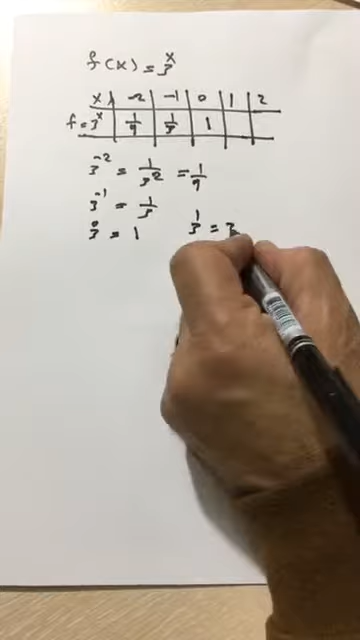 f(x) = 3^x
x | -2 | -1 | 0 | 1 | 2
f = 3^x | 1/9 | 1/3 | 1
3^-2 = 1/3^2 = 1/9
3^-1 = 1/3
3^0 = 1 3^1 = 3